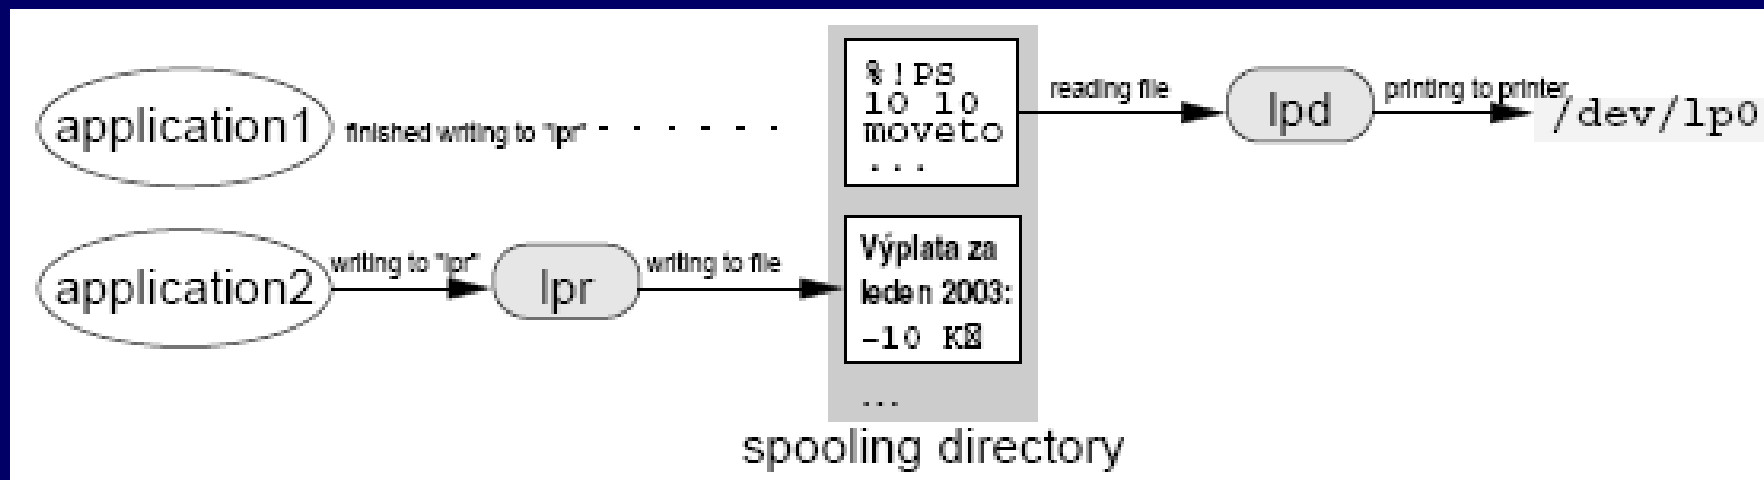 application1
finished writing to "lpr"
%!PS
10 10
moveto
...
reading file
lpd
printing to printer
/dev/lp0
application2
writing to "lpr"
lpr
writing to file
Výplata za
leden 2003:
-10 K
...
spooling directory